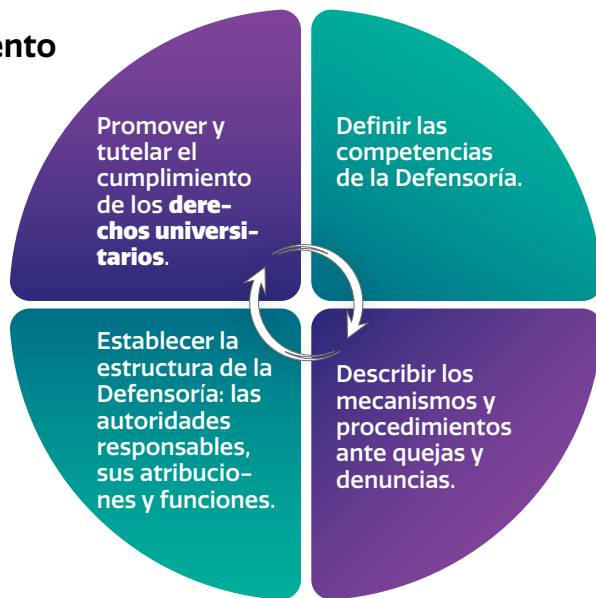 ento
Promover y
tutelar el
cumplimiento
de los dere-
chos universi-
tarios.
Definir las
competencias
de la Defensoría.
Establecer la
estructura de la
Defensoría: las
autoridades
responsables,
sus atribucio-
nes y funciones.
Describir los
mecanismos y
procedimientos
ante quejas y
denuncias.